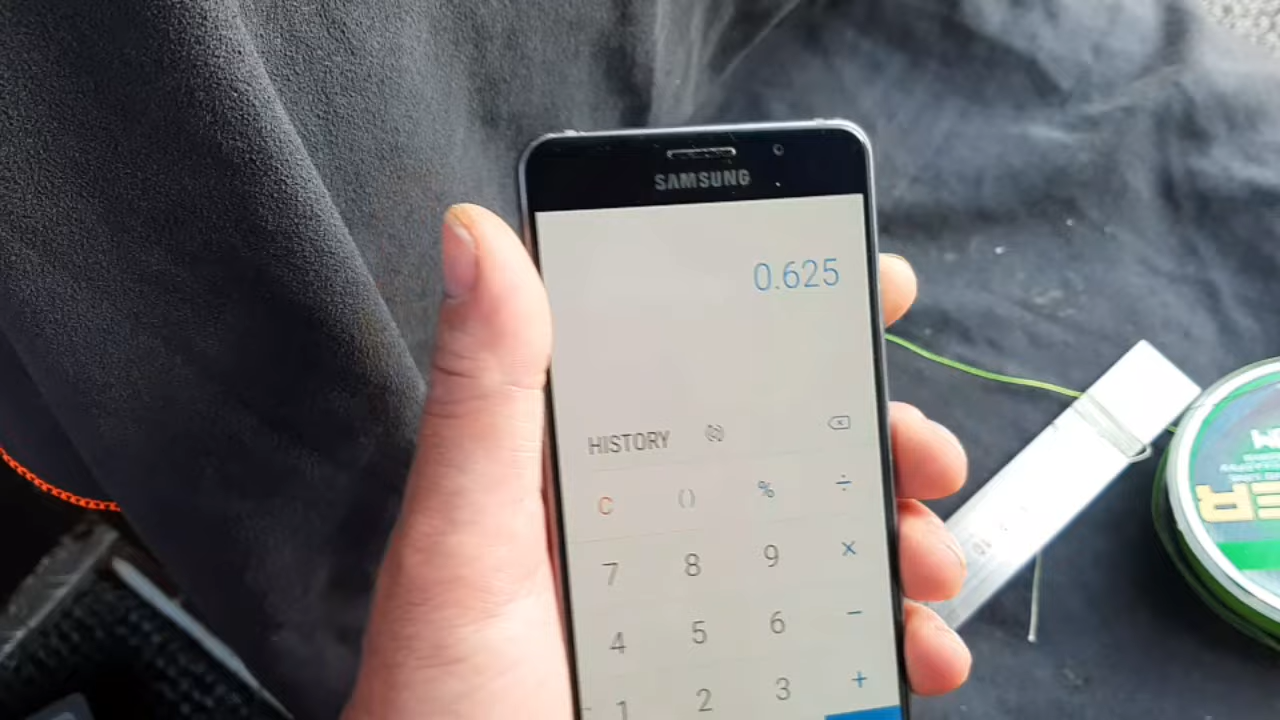 SAMSUNG
0.625
HISTORY
C ( ) % ÷
7 8 9 ×
4 5 6 −
1 2 3 +